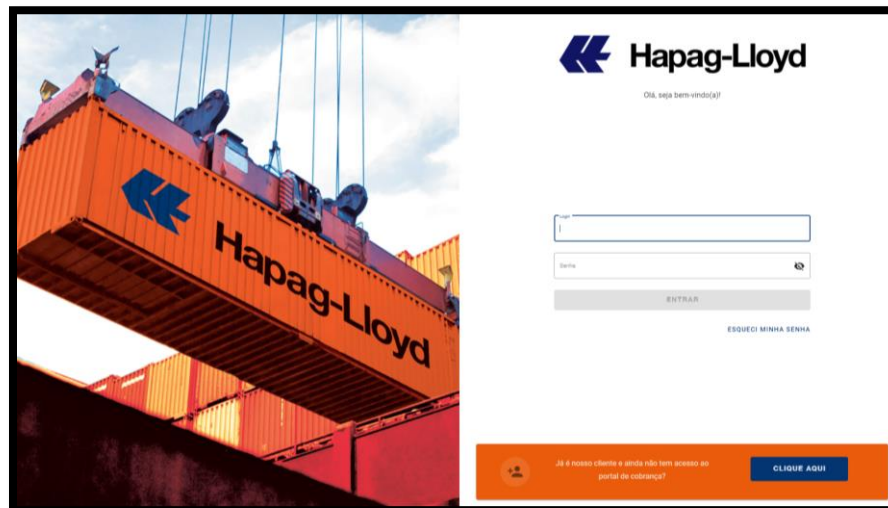 Hapag-Lloyd
Hapag-Lloyd
Olá, seja bem-vindo(a)!
Login
Senha
ENTRAR
ESQUECI MINHA SENHA
Já é nosso cliente e ainda não tem acesso ao
portal de cobrança?
CLIQUE AQUI